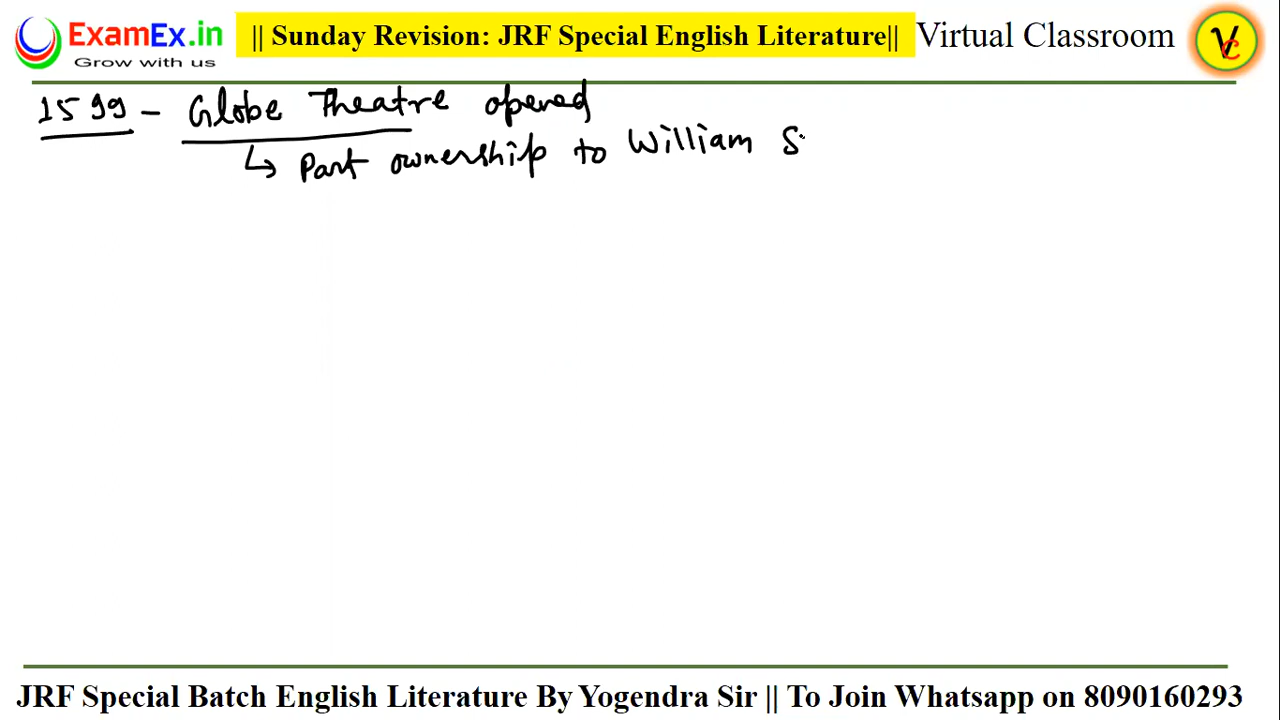 ExamEx.in
Grow with us
|| Sunday Revision: JRF Special English Literature||
Virtual Classroom
VC
1599 - Globe Theatre opened
↳ Part ownership to William S
JRF Special Batch English Literature By Yogendra Sir || To Join Whatsapp on 8090160293